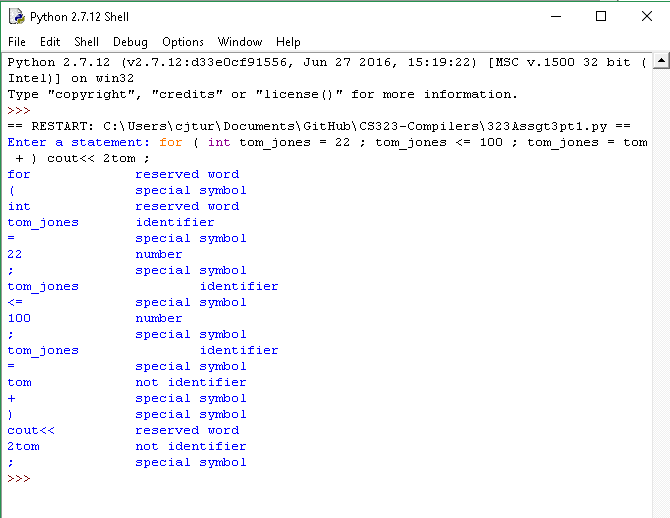 Python 2.7.12 Shell
File Edit Shell Debug Options Window Help
Python 2.7.12 (v2.7.12:d33e0cf91556, Jun 27 2016, 15:19:22) [MSC v.1500 32 bit (
Intel)] on win32
Type "copyright", "credits" or "license()" for more information.
>>>
== RESTART: C:\Users\cjtur\Documents\GitHub\CS323-Compilers\323Assgt3pt1.py ==
Enter a statement: for ( int tom_jones = 22 ; tom_jones <= 100 ; tom_jones = tom
+ ) cout<< 2tom ;
for reserved word
( special symbol
int reserved word
tom_jones identifier
= special symbol
22 number
; special symbol
tom_jones identifier
<= special symbol
100 number
; special symbol
tom_jones identifier
= special symbol
tom not identifier
+ special symbol
) special symbol
cout<< reserved word
2tom not identifier
; special symbol
>>>